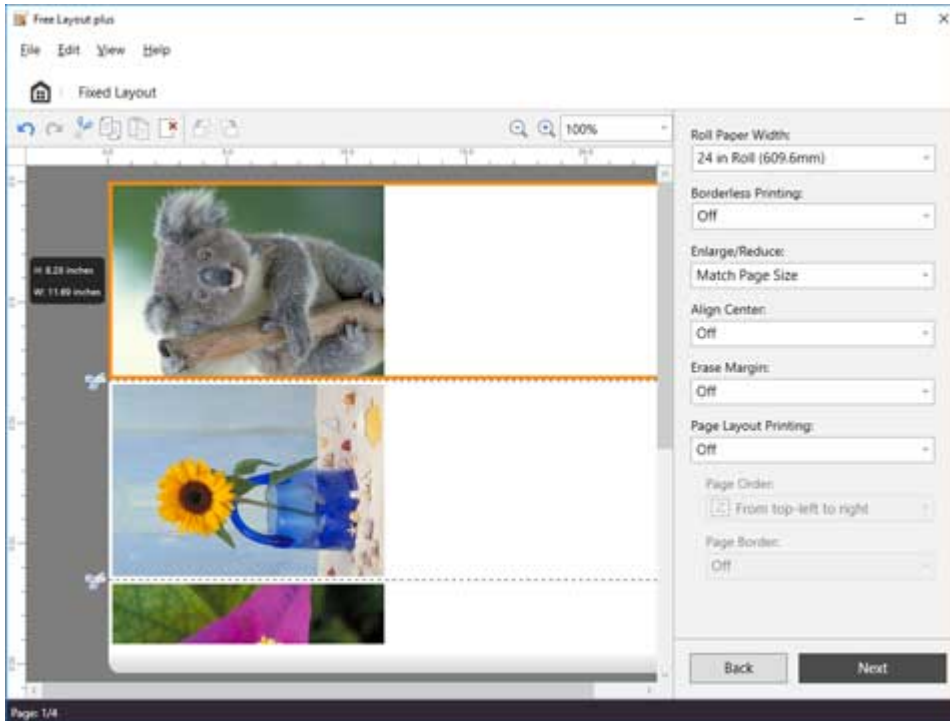 Free Layout plus
File Edit View Help
Fixed Layout
100%
H: 8.28 inches
W: 11.69 inches
Roll Paper Width:
24 in Roll (609.6mm)
Borderless Printing:
Off
Enlarge/Reduce:
Match Page Size
Align Center:
Off
Erase Margin:
Off
Page Layout Printing:
Off
Page Order:
From top-left to right
Page Border:
Off
Back Next
Page: 1/4